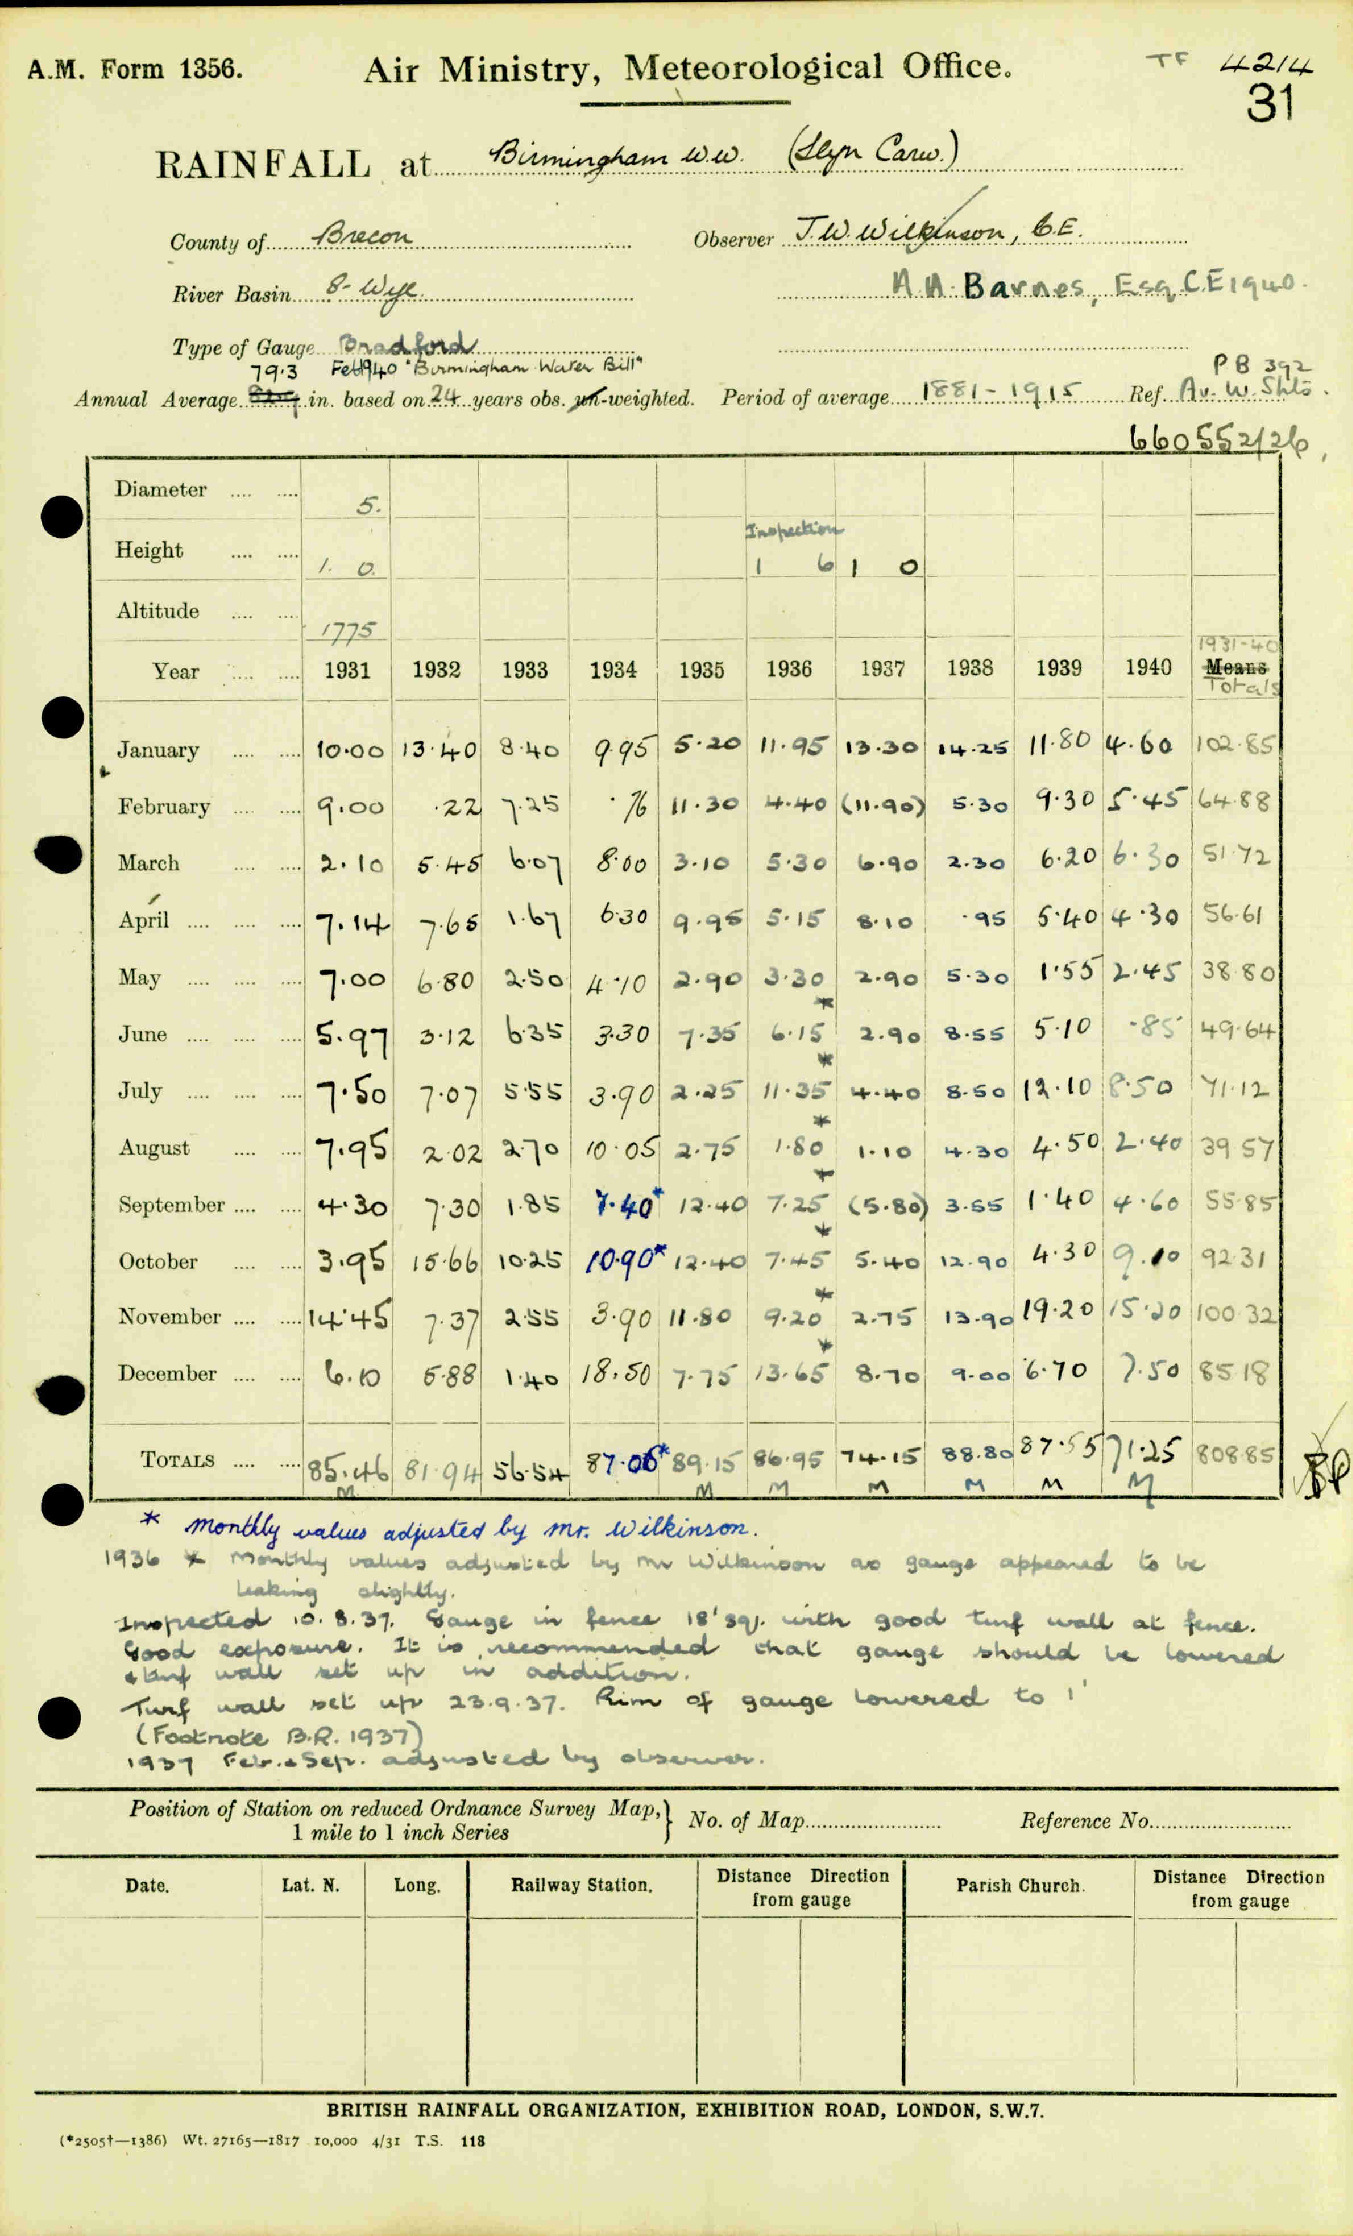 A.M. Form 1356. Air Ministry, Meteorological Office. TF 4214
31
RAINFALL at Birmingham W.W. (Llyn Carw.)
County of Brecon Observer J.W. Wilkinson, C.E.
River Basin 8- Wye. A.A. Barnes, Esq. C.E 1940.
Type of Gauge Bradford
79.3 Feb 1940 "Birmingham Water Bill" P B 392
Annual Average in. based on 24 years obs. un-weighted. Period of average 1881-1915 Ref. Av. W. Shts.
660552/26,
Diameter .... .... 5.
Inspection
Height .... .... 1. 0. 1 6 1 0
Altitude .... .... 1775
1931-40
Year .... .... 1931 1932 1933 1934 1935 1936 1937 1938 1939 1940 Means
Totals
January .... .... 10.00 13.40 8.40 9.95 5.20 11.95 13.30 14.25 11.80 4.60 102.85
February .... .... 9.00 .22 7.25 .76 11.30 4.40 (11.90) 5.30 9.30 5.45 64.88
March .... .... 2.10 5.45 6.07 8.00 3.10 5.30 6.90 2.30 6.20 6.30 51.72
April .... .... .... 7.14 7.65 1.67 6.30 9.95 5.15 8.10 .95 5.40 4.30 56.61
May .... .... .... 7.00 6.80 2.50 4.10 2.90 3.30 2.90 5.30 1.55 2.45 38.80
June .... .... .... 5.97 3.12 6.35 3.30 7.35 6.15* 2.90 8.55 5.10 .85 49.64
July .... .... .... 7.50 7.07 5.55 3.90 2.25 11.35* 4.40 8.50 12.10 8.50 71.12
August .... .... 7.95 2.02 2.70 10.05 2.75 1.80* 1.10 4.30 4.50 2.40 39.57
September .... .... 4.30 7.30 1.85 7.40* 12.40 7.25* (5.80) 3.55 1.40 4.60 55.85
October .... .... 3.95 15.66 10.25 10.90* 12.40 7.45* 5.40 12.90 4.30 9.10 92.31
November .... .... 14.45 7.37 2.55 3.90 11.80 9.20* 2.75 13.90 19.20 15.20 100.32
December .... .... 6.10 5.88 1.40 18.50 7.75 13.65* 8.70 9.00 6.70 7.50 85.18
TOTALS .... .... 85.46 81.94 56.54 87.06* 89.15 86.95 74.15 88.80 87.55 71.25 808.85
M M M M M M M
* Monthly values adjusted by Mr. Wilkinson.
1936 * Monthly values adjusted by Mr Wilkinson as gauge appeared to be
leaking slightly.
Inspected 10.8.37. Gauge in fence 18' sq. with good turf wall at fence.
Good exposure. It is recommended that gauge should be lowered
& turf wall set up in addition.
Turf wall set up 23.9.37. Rim of gauge lowered to 1'
(Footnote B.R. 1937)
1937 Feb. & Sep. adjusted by observer.
Position of Station on reduced Ordnance Survey Map,} No. of Map Reference No.
1 mile to 1 inch Series
Date. Lat. N. Long. Railway Station. Distance Direction from gauge Parish Church. Distance Direction from gauge
BRITISH RAINFALL ORGANIZATION, EXHIBITION ROAD, LONDON, S.W.7.
(*2505†—1386) Wt. 27165—1817 10,000 4/31 T.S. 118